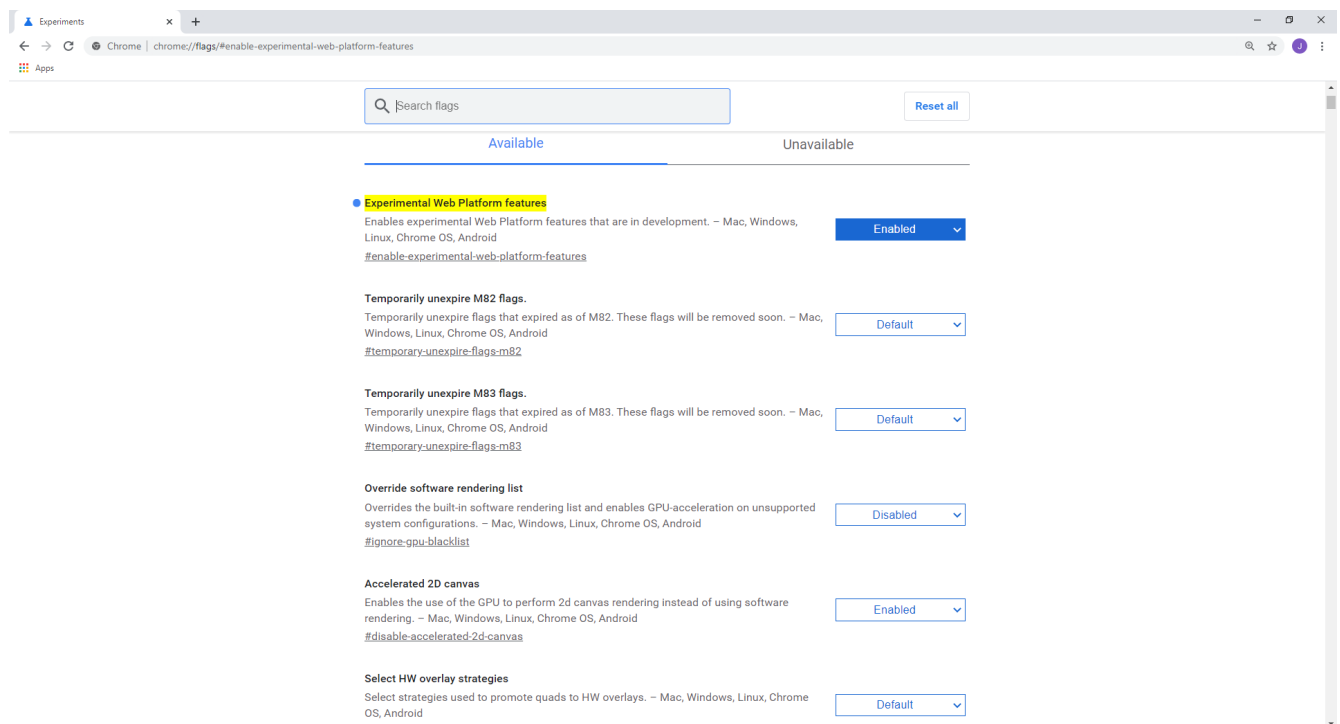 Experiments
Chrome | chrome://flags/#enable-experimental-web-platform-features
J
Apps
Search flags
Reset all
Available
Unavailable
Experimental Web Platform features
Enables experimental Web Platform features that are in development. – Mac, Windows,
Linux, Chrome OS, Android
#enable-experimental-web-platform-features
Enabled
Temporarily unexpire M82 flags.
Temporarily unexpire flags that expired as of M82. These flags will be removed soon. – Mac,
Windows, Linux, Chrome OS, Android
#temporary-unexpire-flags-m82
Default
Temporarily unexpire M83 flags.
Temporarily unexpire flags that expired as of M83. These flags will be removed soon. – Mac,
Windows, Linux, Chrome OS, Android
#temporary-unexpire-flags-m83
Default
Override software rendering list
Overrides the built-in software rendering list and enables GPU-acceleration on unsupported
system configurations. – Mac, Windows, Linux, Chrome OS, Android
#ignore-gpu-blacklist
Disabled
Accelerated 2D canvas
Enables the use of the GPU to perform 2d canvas rendering instead of using software
rendering. – Mac, Windows, Linux, Chrome OS, Android
#disable-accelerated-2d-canvas
Enabled
Select HW overlay strategies
Select strategies used to promote quads to HW overlays. – Mac, Windows, Linux, Chrome
OS, Android
Default